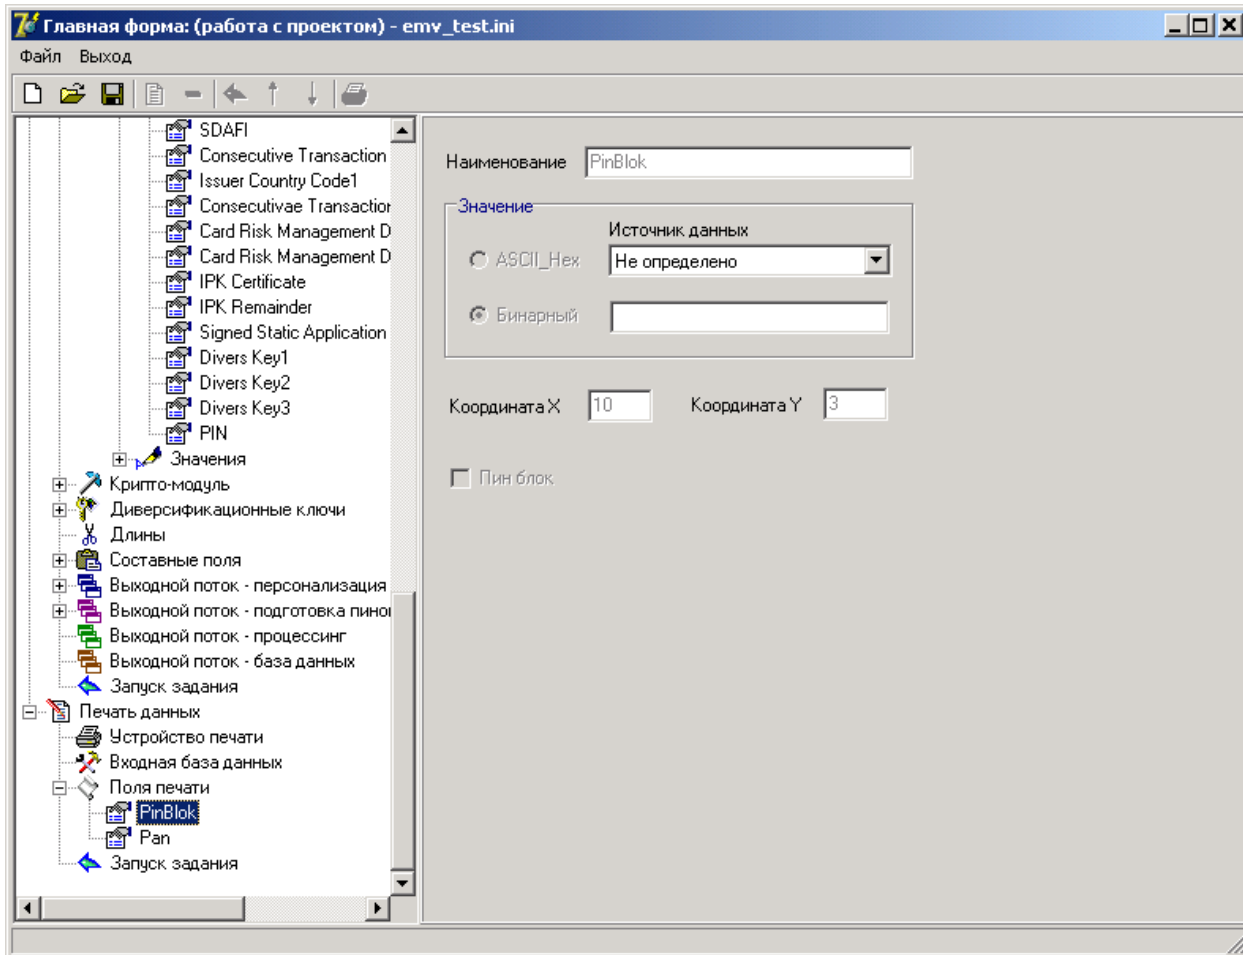 Главная форма: (работа с проектом) - emv_test.ini
Файл Выход
SDAFI
Consecutive Transaction
Issuer Country Code1
Consecutivae Transaction
Card Risk Management D
Card Risk Management D
IPK Certificate
IPK Remainder
Signed Static Application
Divers Key1
Divers Key2
Divers Key3
PIN
Значения
Крипто-модуль
Диверсификационные ключи
Длины
Составные поля
Выходной поток - персонализация
Выходной поток - подготовка пинов
Выходной поток - процессинг
Выходной поток - база данных
Запуск задания
Печать данных
Устройство печати
Входная база данных
Поля печати
PinBlok
Pan
Запуск задания
Наименование PinBlok
Значение
Источник данных
ASCII_Hex Не определено
Бинарный
Координата X 10 Координата Y 3
Пин блок